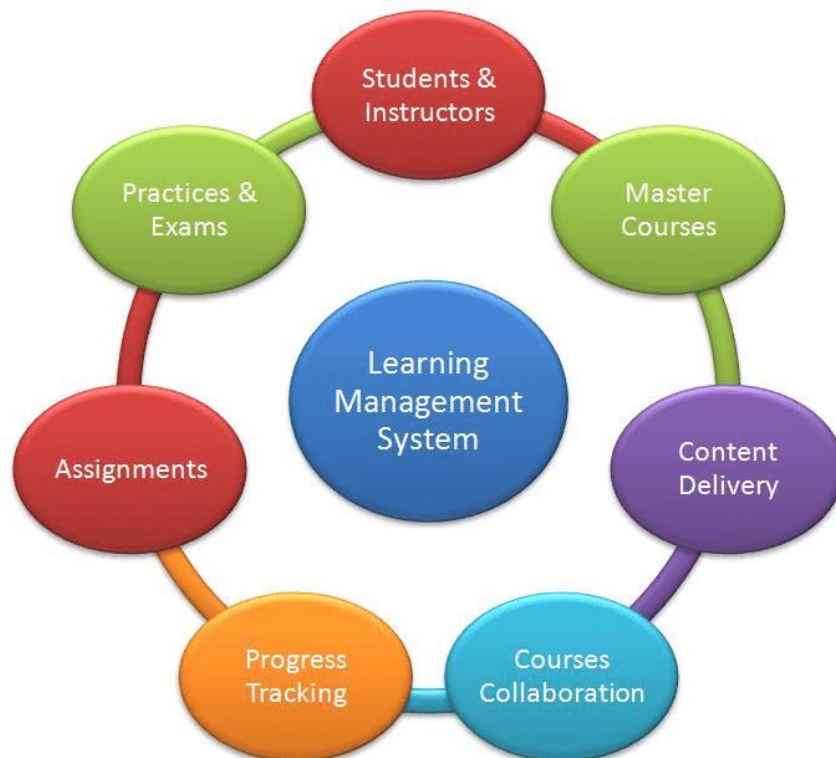 Students &
Instructors
Master
Courses
Content
Delivery
Courses
Collaboration
Progress
Tracking
Assignments
Practices &
Exams
Learning
Management
System